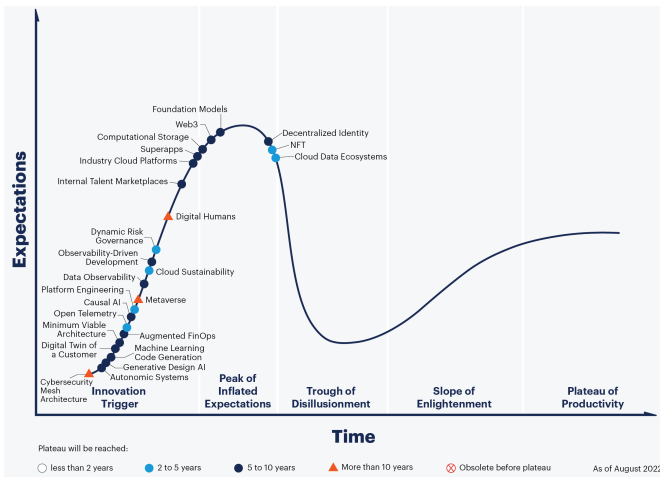 Foundation Models
Web3
Computational Storage
Superapps
Industry Cloud Platforms
Internal Talent Marketplaces
Decentralized Identity
NFT
Cloud Data Ecosystems
Digital Humans
Dynamic Risk
Governance
Observability-Driven
Development
Cloud Sustainability
Data Observability
Platform Engineering
Metaverse
Causal AI
Open Telemetry
Minimum Viable
Architecture
Augmented FinOps
Digital Twin of
a Customer
Machine Learning
Code Generation
Generative Design AI
Autonomic Systems
Cybersecurity
Mesh
Architecture
Expectations
Innovation
Trigger
Peak of
Inflated
Expectations
Trough of
Disillusionment
Slope of
Enlightenment
Plateau of
Productivity
Time
Plateau will be reached:
less than 2 years
2 to 5 years
5 to 10 years
More than 10 years
Obsolete before plateau
As of August 2022